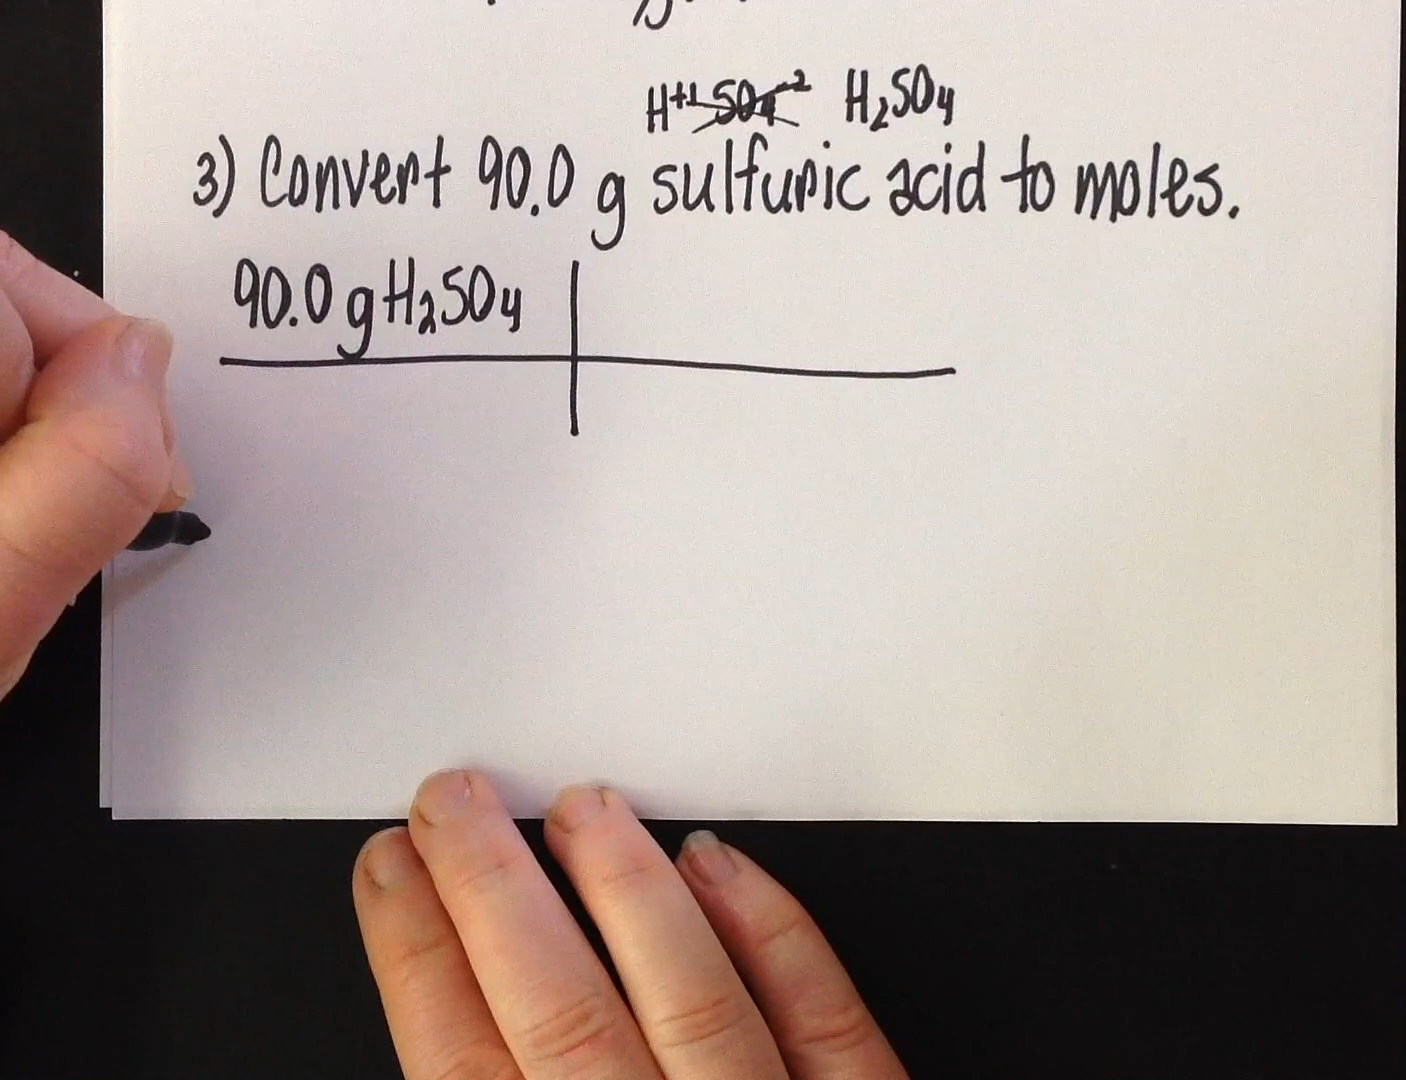 H+1 SO4-2 H2SO4
3) Convert 90.0 g sulfuric acid to moles.
90.0 g H2SO4